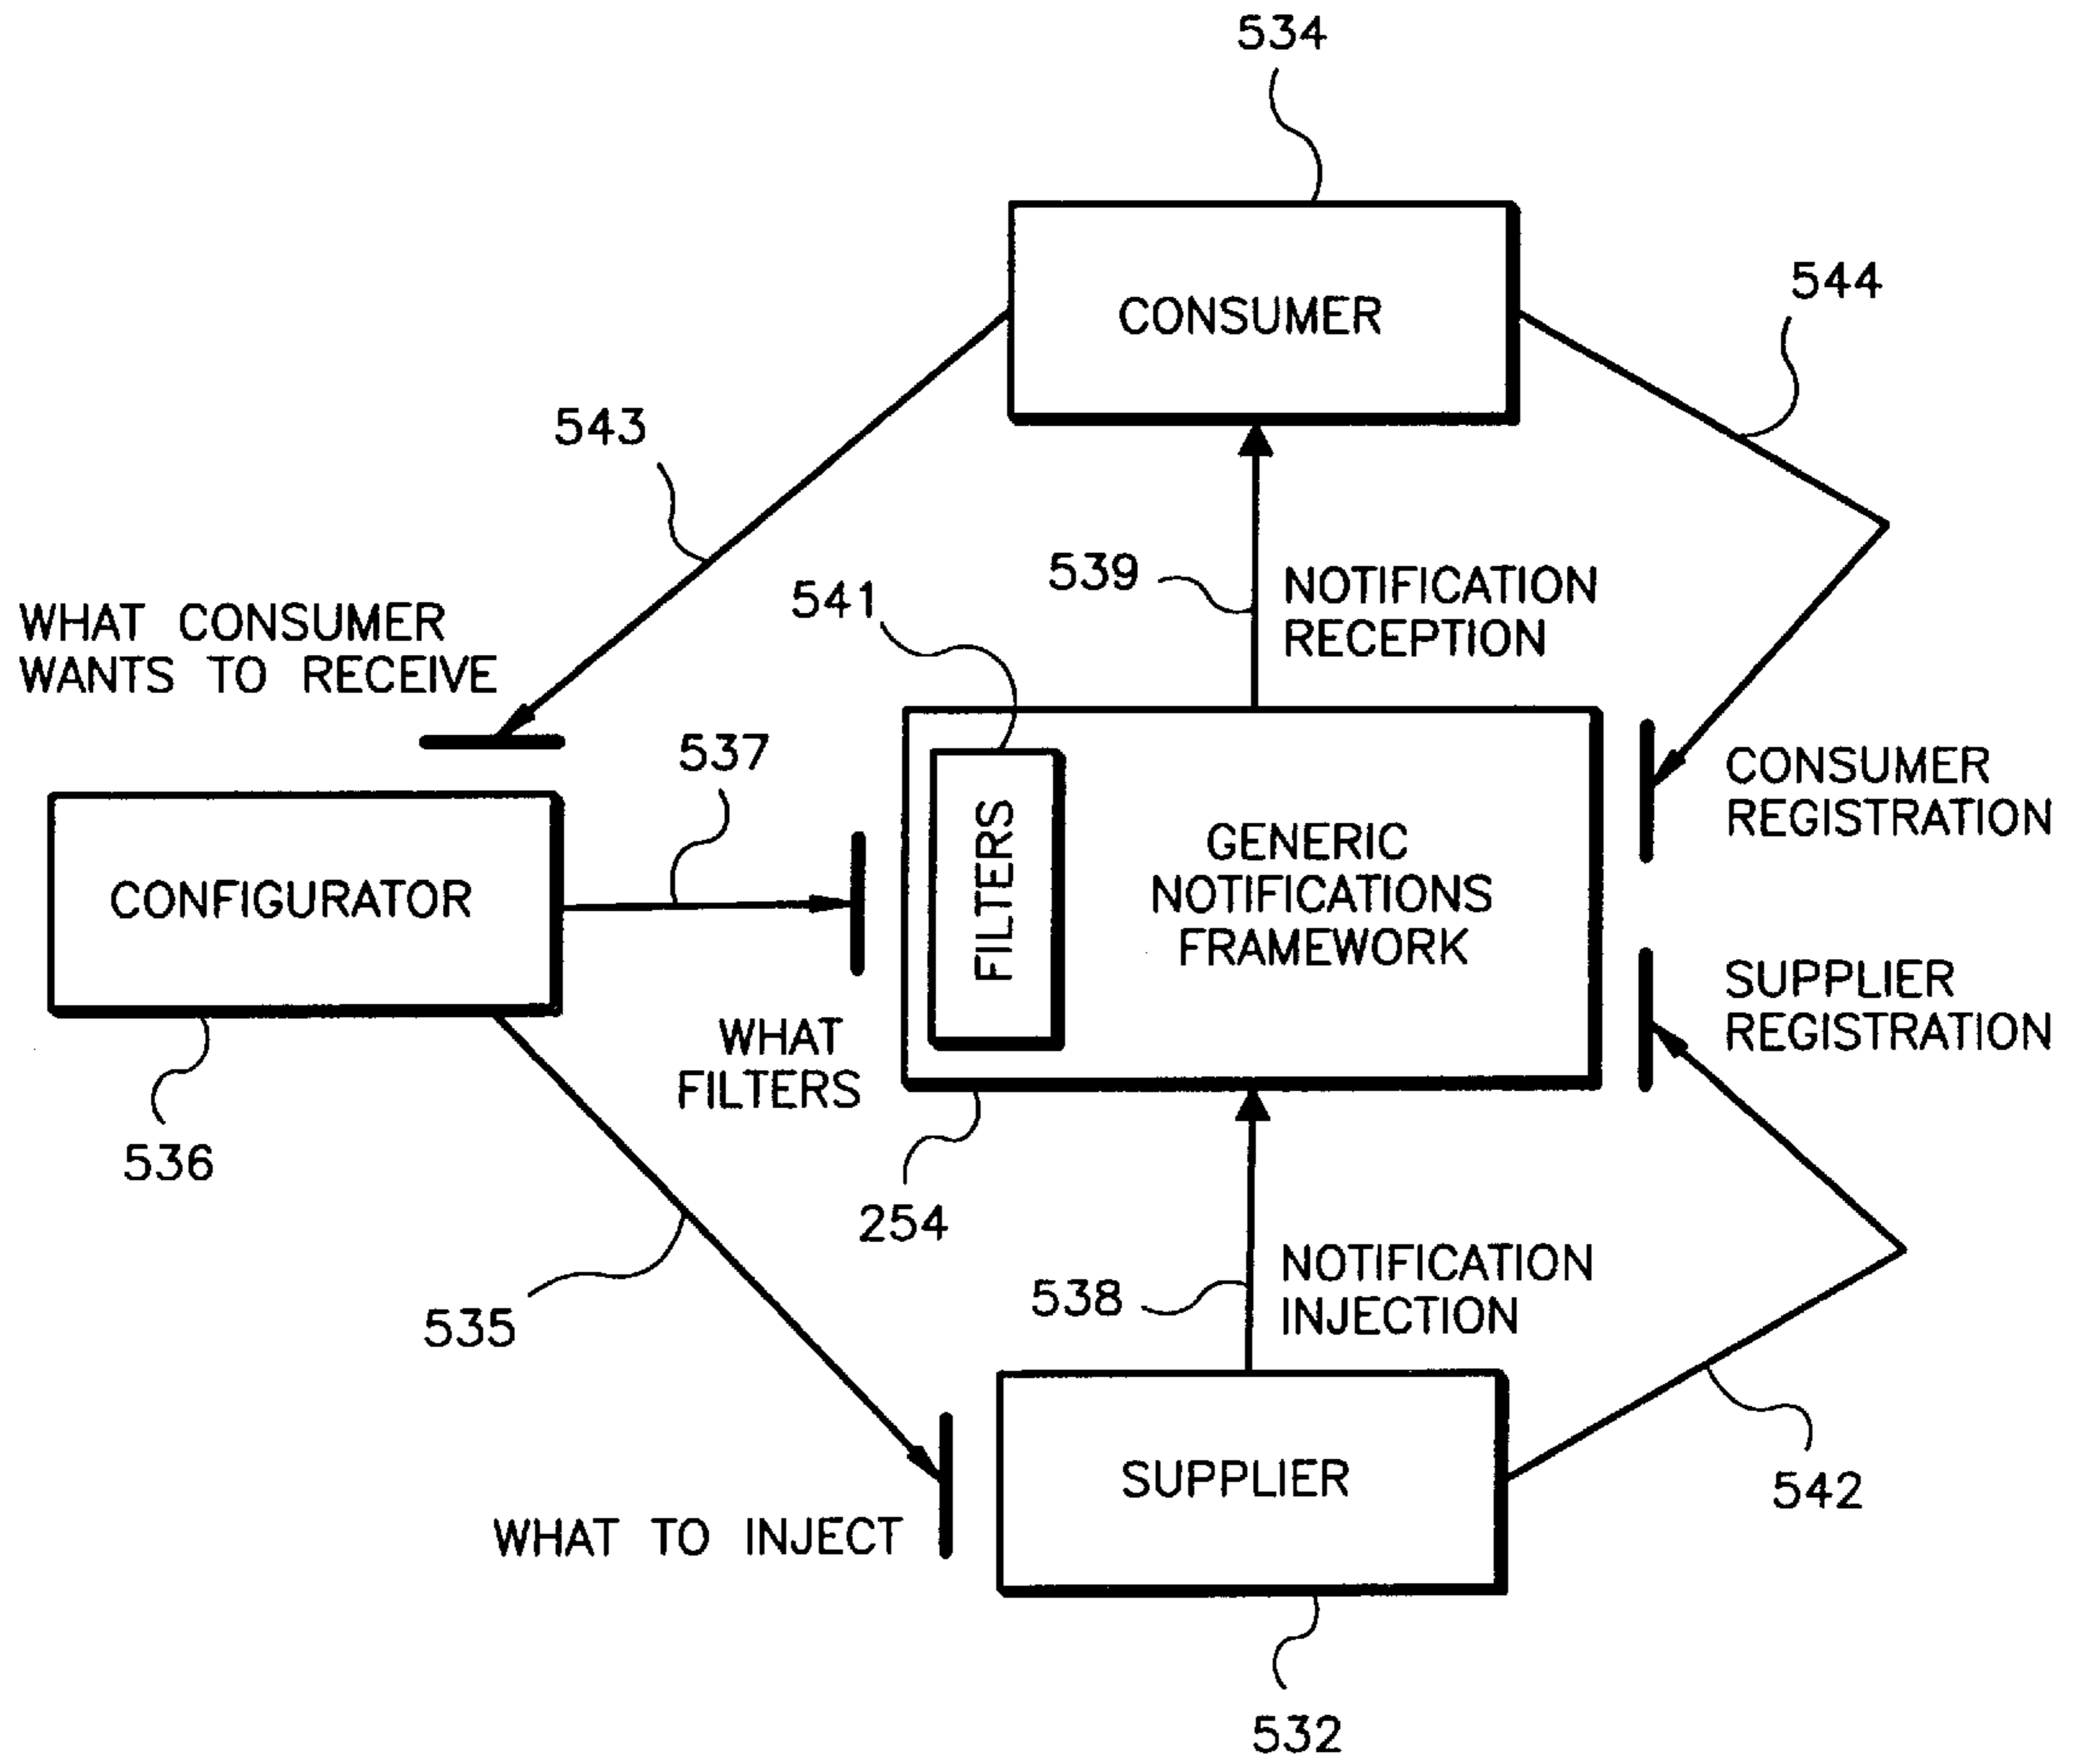 534
CONSUMER
544
543
539
NOTIFICATION
RECEPTION
541
WHAT CONSUMER
WANTS TO RECEIVE
537
CONSUMER
REGISTRATION
CONFIGURATOR
FILTERS
GENERIC
NOTIFICATIONS
FRAMEWORK
SUPPLIER
REGISTRATION
WHAT
FILTERS
536
254
535
538
NOTIFICATION
INJECTION
SUPPLIER
542
WHAT TO INJECT
532